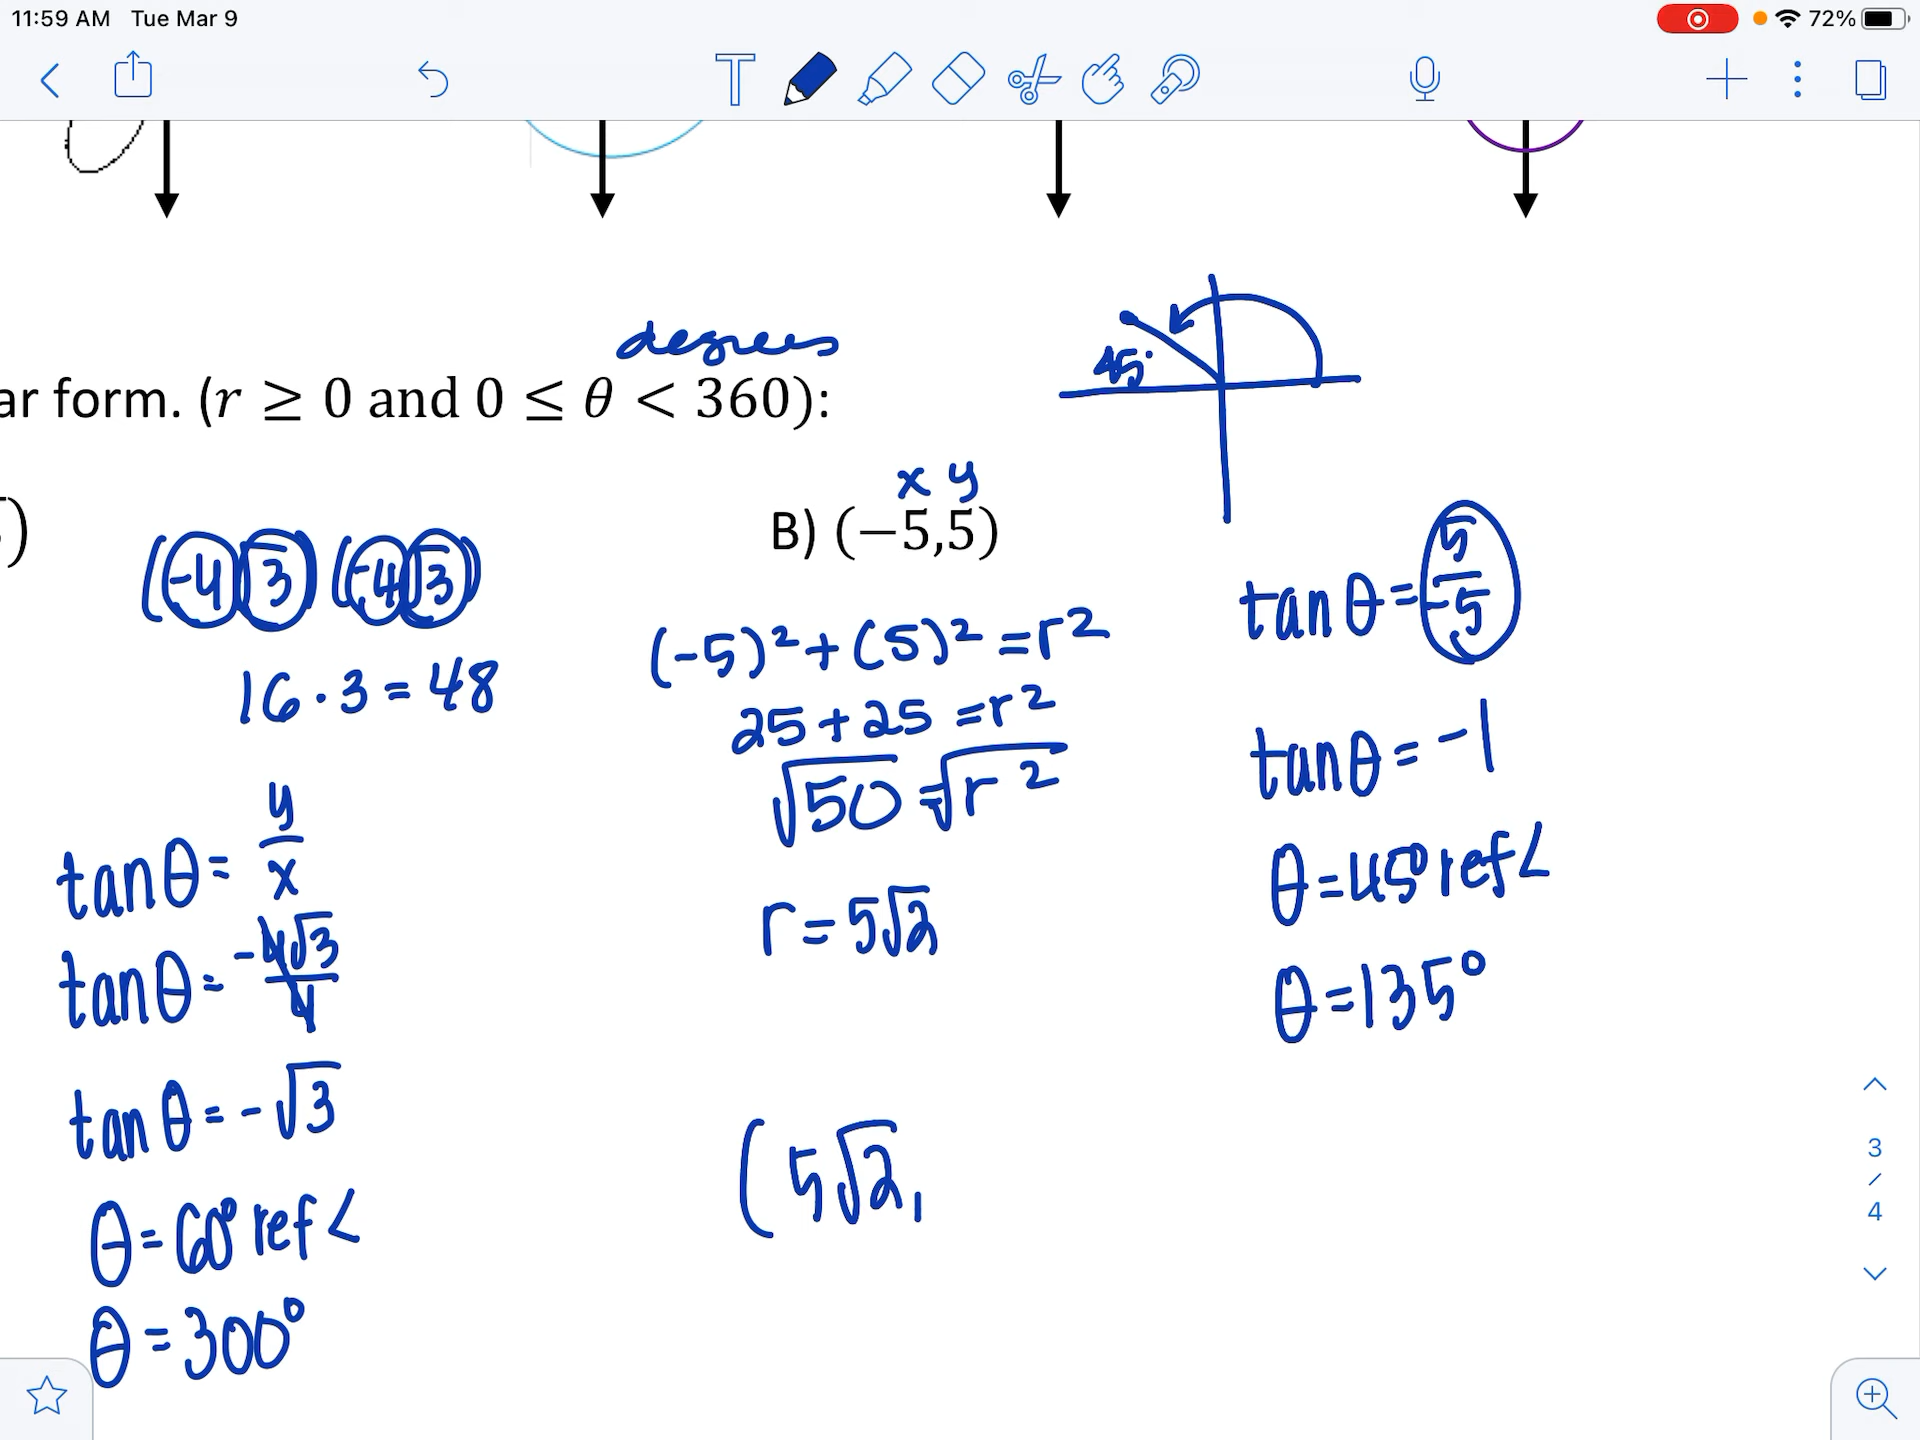 11:59 AM Tue Mar 9
72%
degrees
ar form. (r ≥ 0 and 0 ≤ θ < 360):
45°
x y
B) (−5,5)
)
(-4√3)(-4√3)
16 · 3 = 48
tanθ = y/x
tanθ = -4√3/4
tanθ = -√3
θ = 60° ref <
θ = 300°
(-5)² + (5)² = r²
25 + 25 = r²
√50 = √r²
r = 5√2
(5√2,
tanθ = 5/-5
tanθ = -1
θ = 45° ref <
θ = 135°
3
/
4